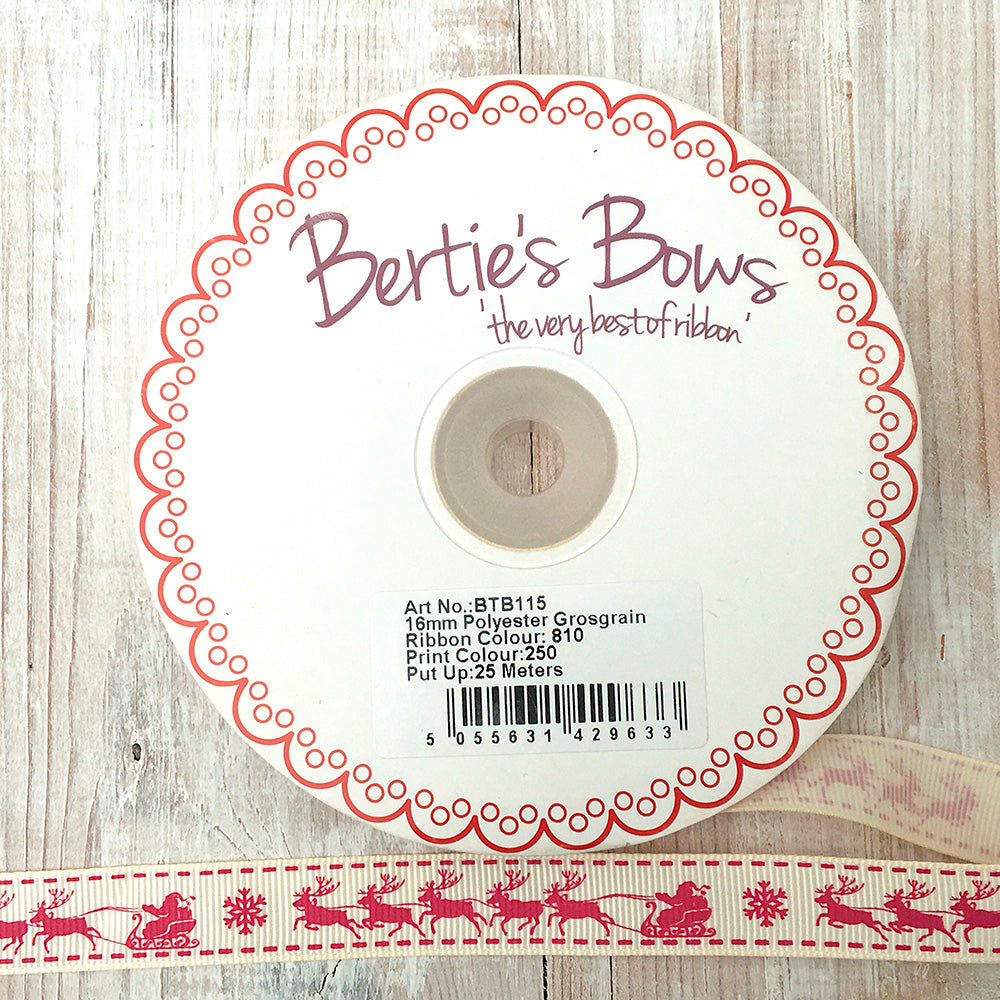 Bertie's Bows
'the very best of ribbon'
Art No.:BTB115
16mm Polyester Grosgrain
Ribbon Colour: 810
Print Colour:250
Put Up:25 Meters
5 055631 429633